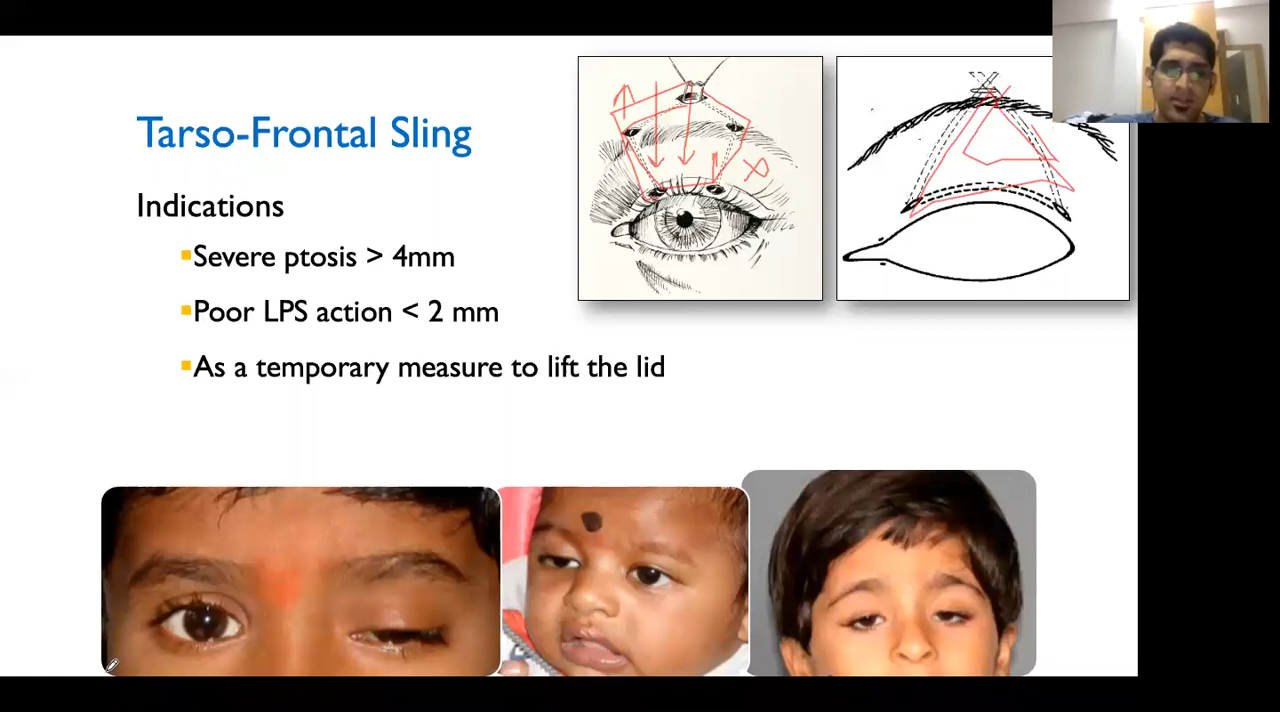 Tarso-Frontal Sling
Indications
Severe ptosis > 4mm
Poor LPS action < 2 mm
As a temporary measure to lift the lid